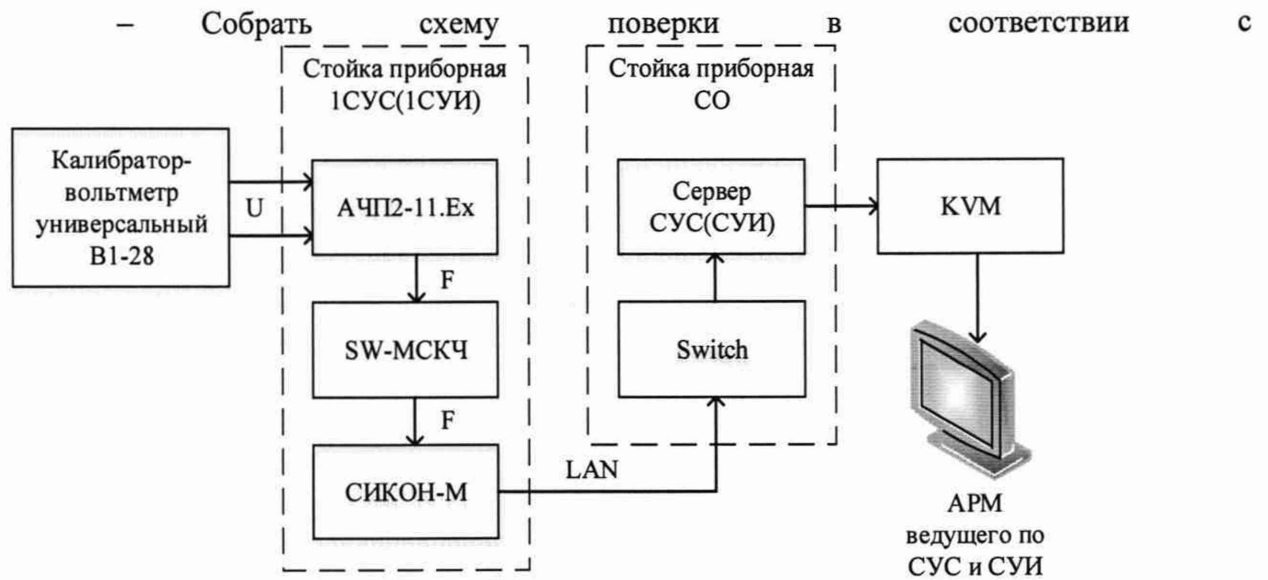 – Собрать схему поверки в соответствии с
Стойка приборная
1СУС(1СУИ)
Стойка приборная
СО
Калибратор-
вольтметр
универсальный
В1-28
U
АЧП2-11.Ex
F
SW-МСКЧ
F
СИКОН-М
LAN
Сервер
СУС(СУИ)
Switch
KVM
АРМ
ведущего по
СУС и СУИ